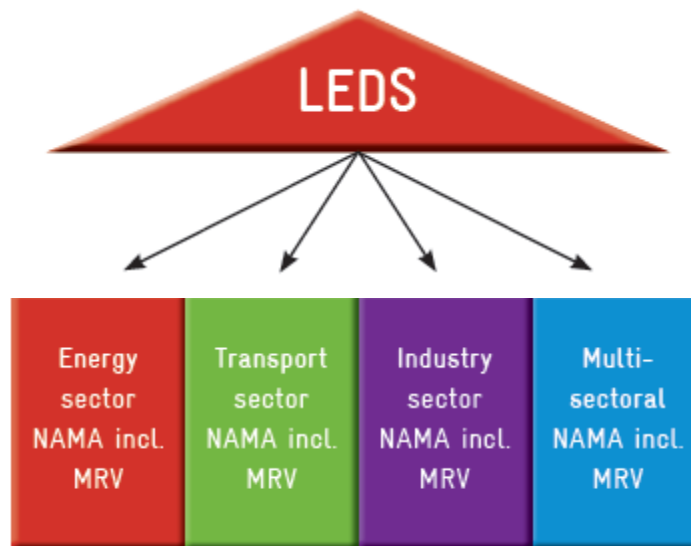 LEDS
Energy
sector
NAMA incl.
MRV
Transport
sector
NAMA incl.
MRV
Industry
sector
NAMA incl.
MRV
Multi-
sectoral
NAMA incl.
MRV